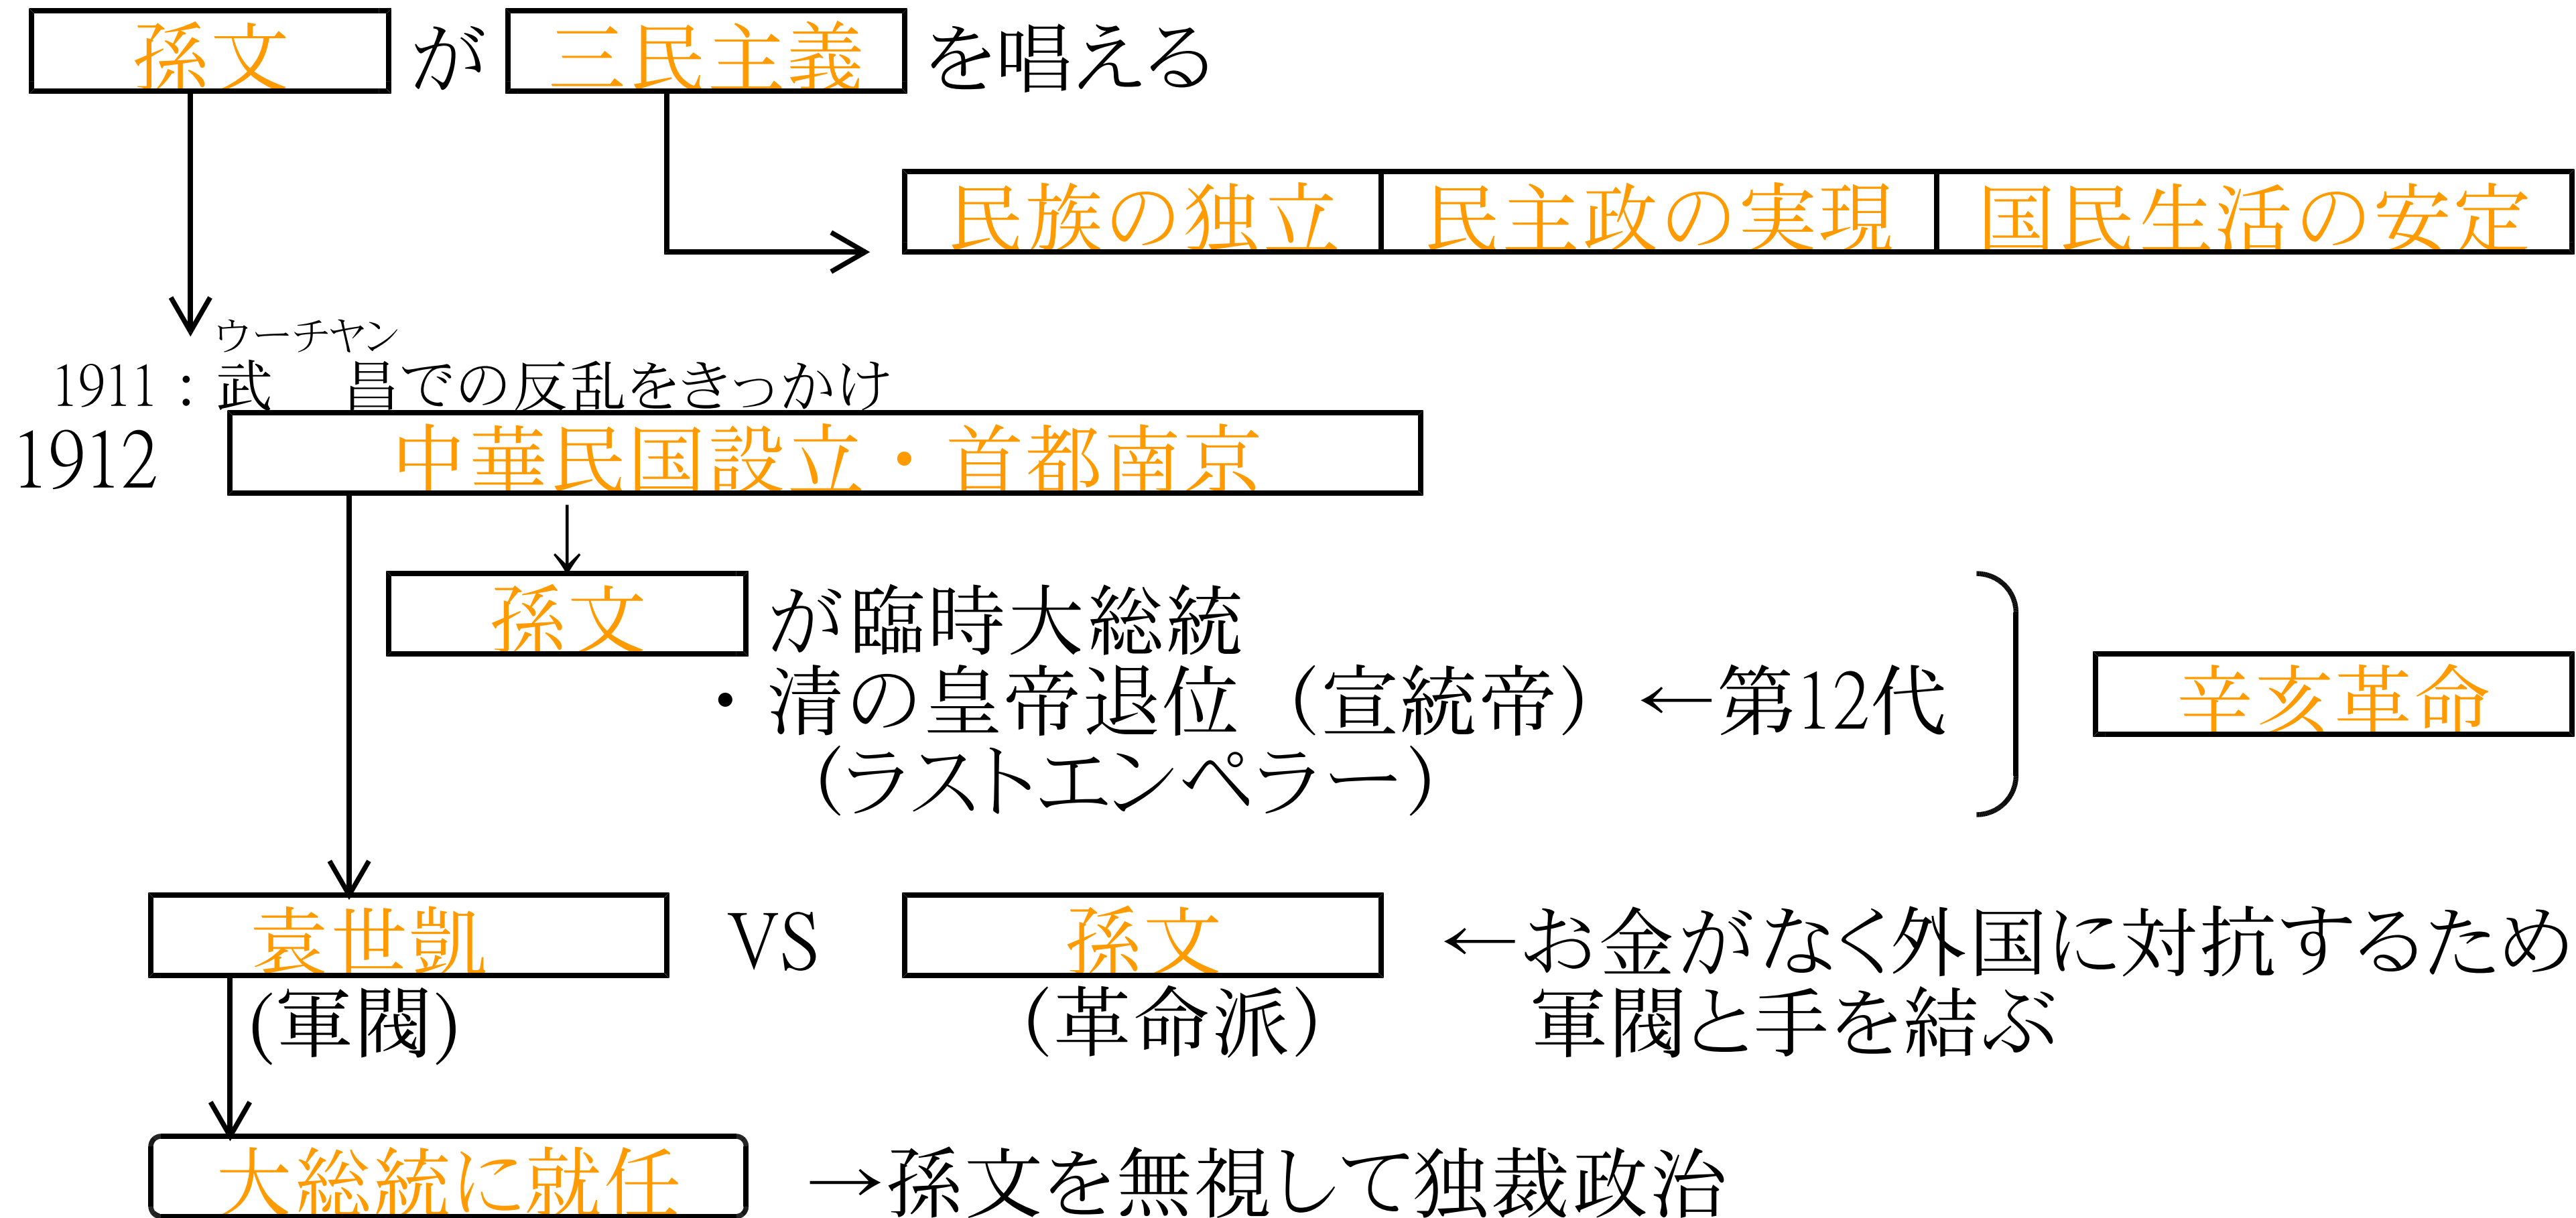 孫文 が 三民主義 を唱える
民族の独立 民主政の実現 国民生活の安定
ウーチヤン
1911：武 昌での反乱をきっかけ
1912 中華民国設立・首都南京
↓
孫文 が臨時大総統
・清の皇帝退位（宣統帝）←第12代
（ラストエンペラー）
辛亥革命
袁世凱 VS 孫文 ←お金がなく外国に対抗するため
(軍閥) （革命派） 軍閥と手を結ぶ
大総統に就任 →孫文を無視して独裁政治